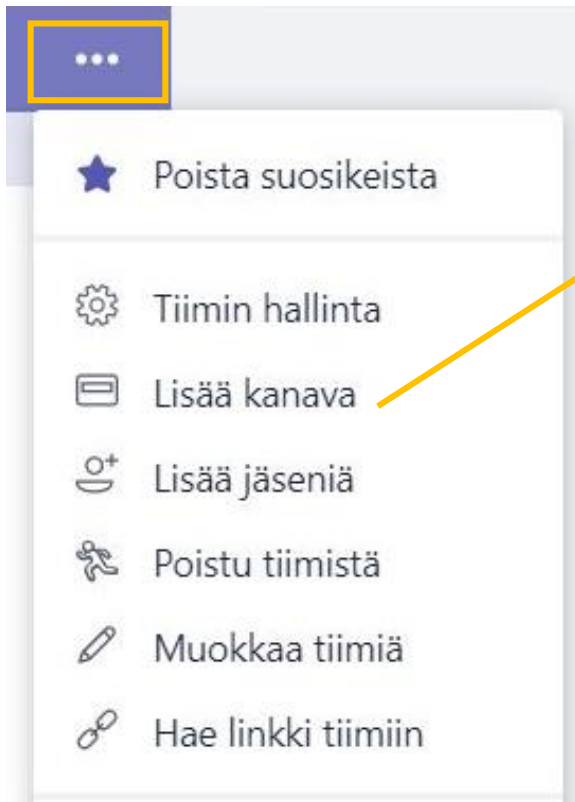 Poista suosikeista
Tiimin hallinta
Lisää kanava
Lisää jäseniä
Poistu tiimistä
Muokkaa tiimiä
Hae linkki tiimiin